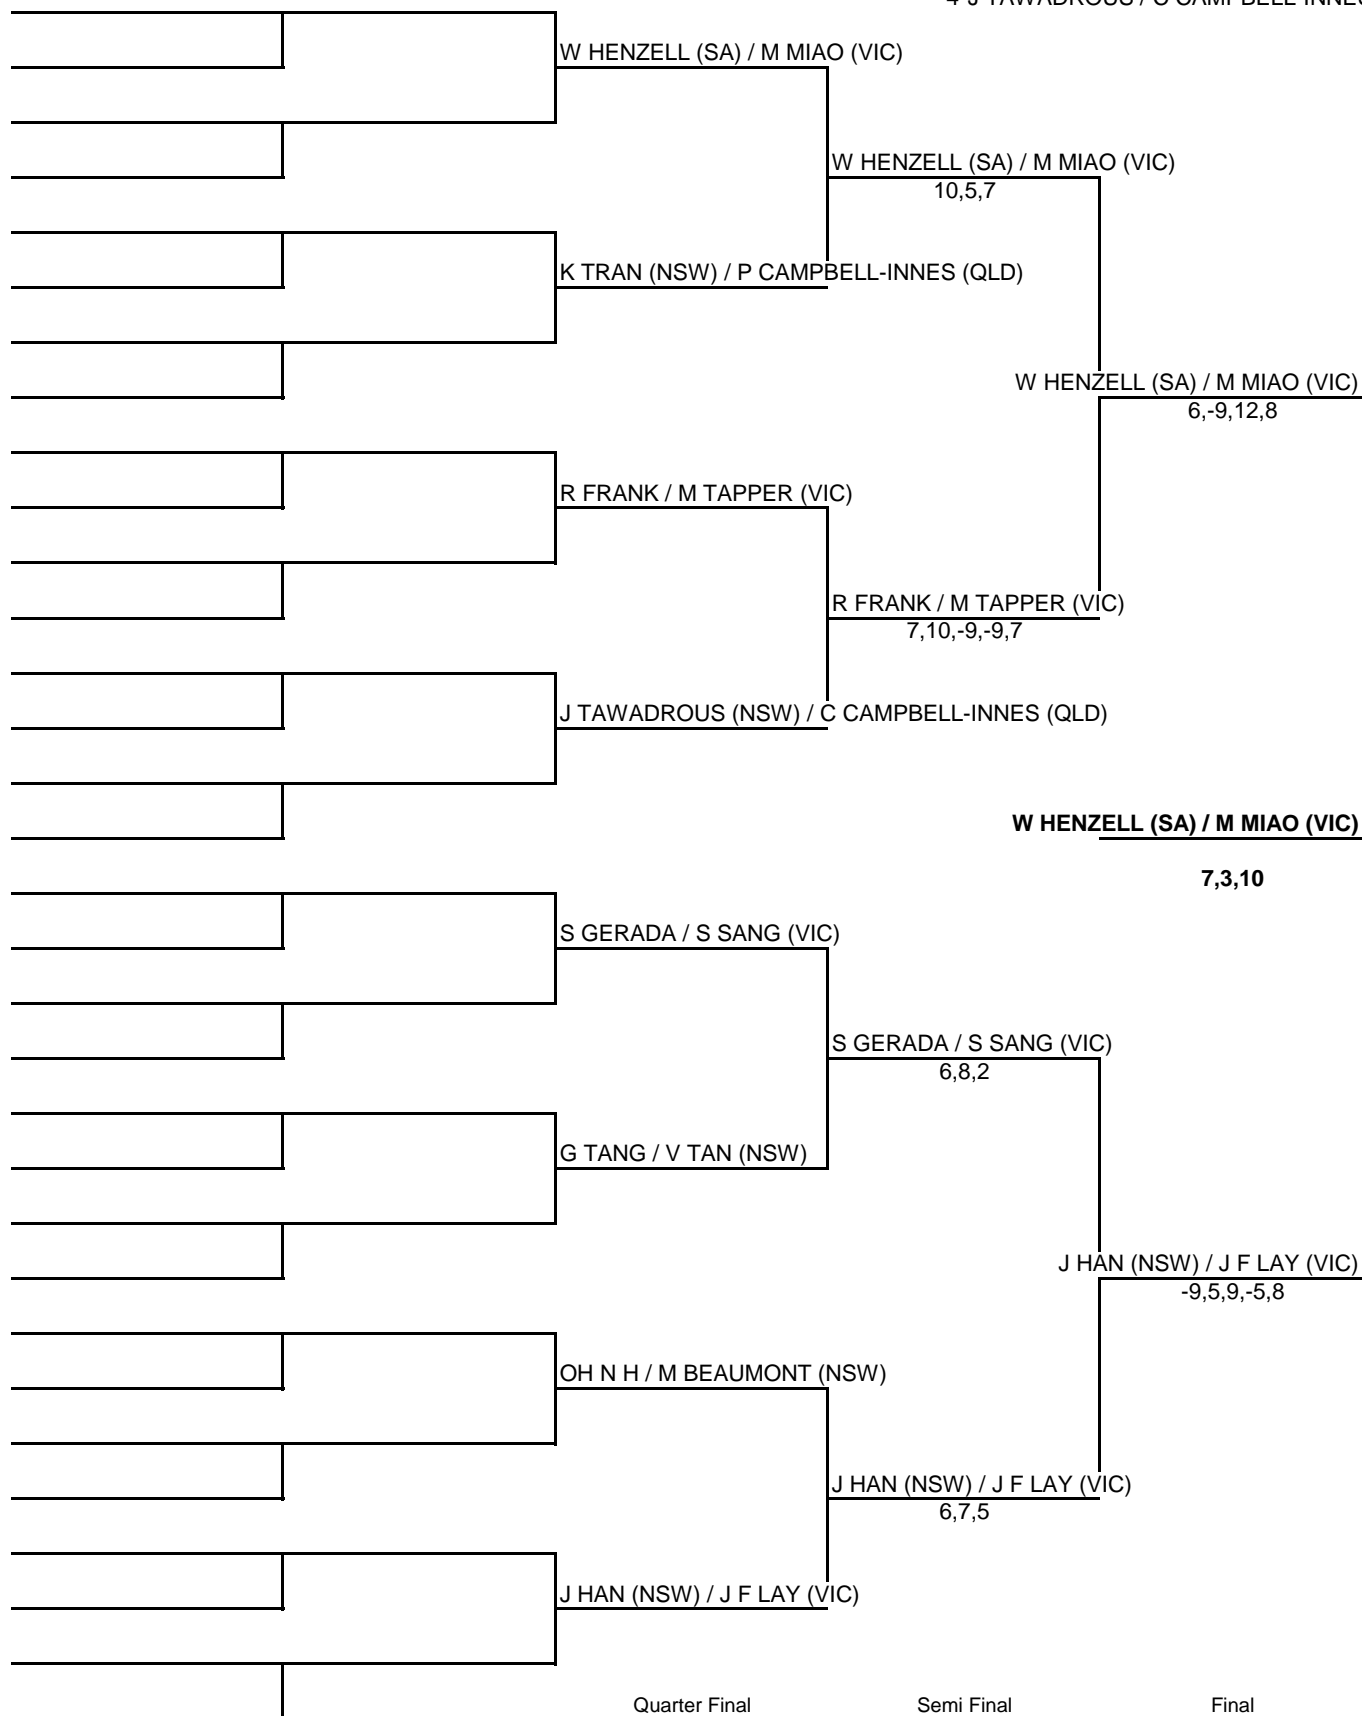 4 J TAWADROUS / C CAMPBELL-INNES
W HENZELL (SA) / M MIAO (VIC)
W HENZELL (SA) / M MIAO (VIC)
10,5,7
K TRAN (NSW) / P CAMPBELL-INNES (QLD)
W HENZELL (SA) / M MIAO (VIC)
6,-9,12,8
R FRANK / M TAPPER (VIC)
R FRANK / M TAPPER (VIC)
7,10,-9,-9,7
J TAWADROUS (NSW) / C CAMPBELL-INNES (QLD)
W HENZELL (SA) / M MIAO (VIC)
7,3,10
S GERADA / S SANG (VIC)
S GERADA / S SANG (VIC)
6,8,2
G TANG / V TAN (NSW)
J HAN (NSW) / J F LAY (VIC)
-9,5,9,-5,8
OH N H / M BEAUMONT (NSW)
J HAN (NSW) / J F LAY (VIC)
6,7,5
J HAN (NSW) / J F LAY (VIC)
Quarter Final Semi Final Final